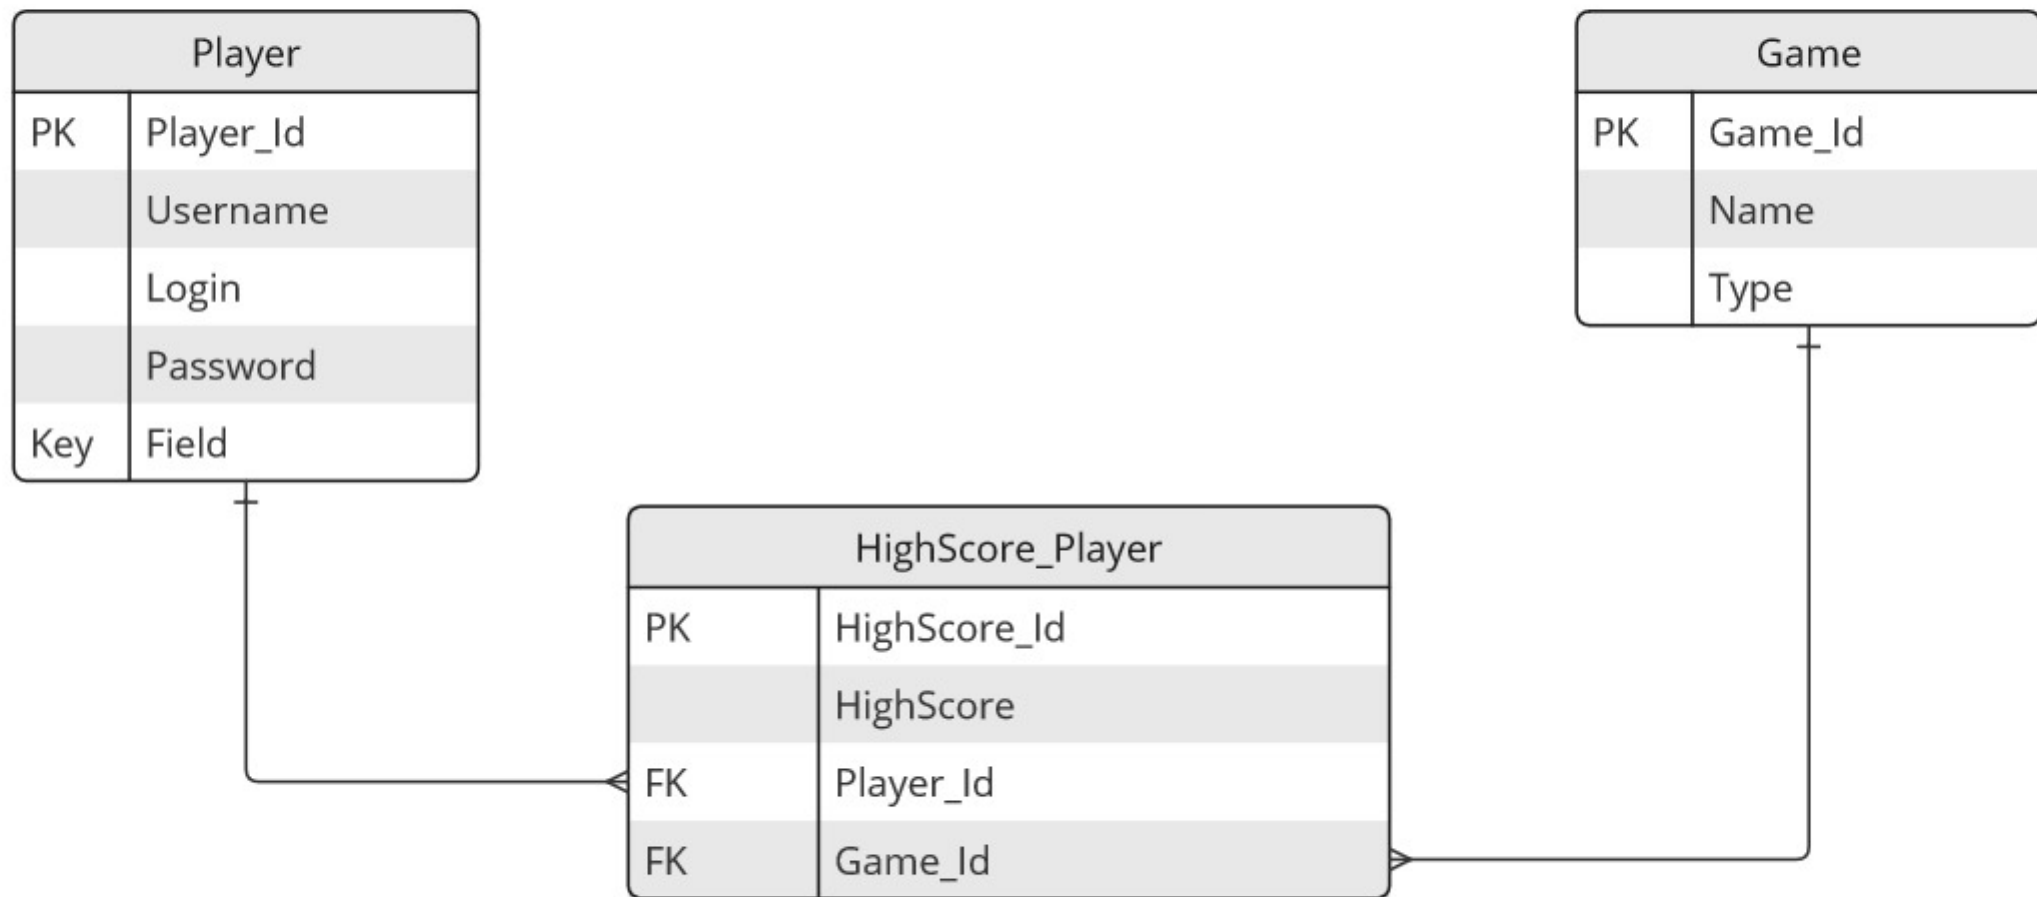 Player
PK Player_Id
Username
Login
Password
Key Field
Game
PK Game_Id
Name
Type
HighScore_Player
PK HighScore_Id
HighScore
FK Player_Id
FK Game_Id